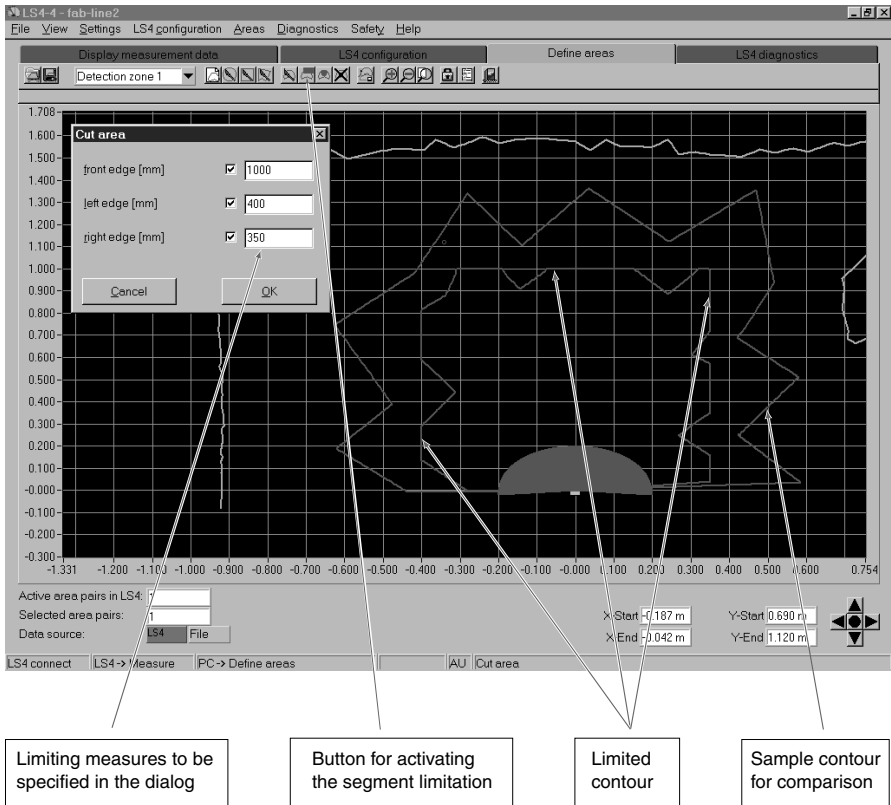 LS4-4 - fab-line2
File View Settings LS4 configuration Areas Diagnostics Safety Help
Display measurement data LS4 configuration Define areas LS4 diagnostics
Detection zone 1
Cut area
front edge [mm] 1000
left edge [mm] 400
right edge [mm] 350
Cancel OK
1.708
1.600
1.500
1.400
1.300
1.200
1.100
1.000
0.900
0.800
0.700
0.600
0.500
0.400
0.300
0.200
0.100
-0.000
-0.100
-0.200
-0.300
-1.331 -1.200 -1.100 -1.000 -0.900 -0.800 -0.700 -0.600 -0.500 -0.400 -0.300 -0.200 -0.100 -0.000 0.100 0.200 0.300 0.400 0.500 0.600 0.754
Active area pairs in LS4: 1
Selected area pairs: 1
Data source: LS4 File
X-Start -0.187 m Y-Start 0.690 m
X-End -0.042 m Y-End 1.120 m
LS4 connect LS4 -> Measure PC -> Define areas AU Cut area
Limiting measures to be
specified in the dialog
Button for activating
the segment limitation
Limited
contour
Sample contour
for comparison